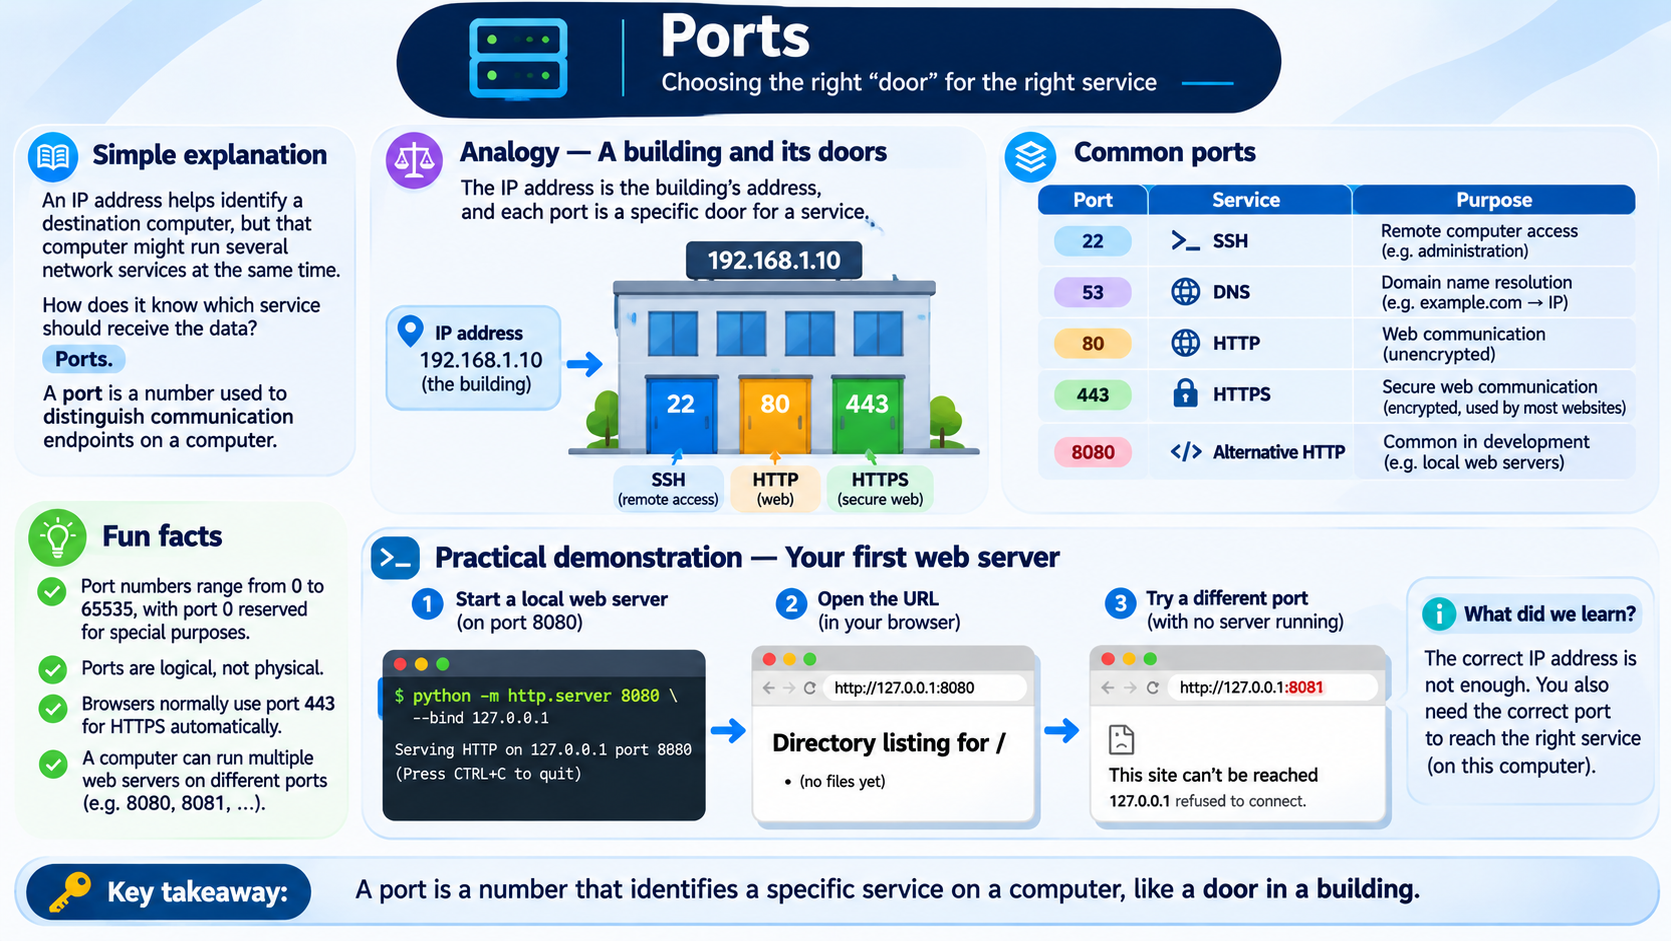 Ports
Choosing the right “door” for the right service
Simple explanation
An IP address helps identify a
destination computer, but that
computer might run several
network services at the same time.
How does it know which service
should receive the data?
Ports.
A port is a number used to
distinguish communication
endpoints on a computer.
Analogy — A building and its doors
The IP address is the building’s address,
and each port is a specific door for a service.
192.168.1.10
IP address
192.168.1.10
(the building)
22
80
443
SSH
(remote access)
HTTP
(web)
HTTPS
(secure web)
Common ports
Port Service Purpose
22 >_ SSH Remote computer access
(e.g. administration)
53 DNS Domain name resolution
(e.g. example.com → IP)
80 HTTP Web communication
(unencrypted)
443 HTTPS Secure web communication
(encrypted, used by most websites)
8080 </> Alternative HTTP Common in development
(e.g. local web servers)
Fun facts
Port numbers range from 0 to
65535, with port 0 reserved
for special purposes.
Ports are logical, not physical.
Browsers normally use port 443
for HTTPS automatically.
A computer can run multiple
web servers on different ports
(e.g. 8080, 8081, ...).
>_ Practical demonstration — Your first web server
1 Start a local web server
(on port 8080)
$ python -m http.server 8080 \
--bind 127.0.0.1
Serving HTTP on 127.0.0.1 port 8880
(Press CTRL+C to quit)
2 Open the URL
(in your browser)
http://127.0.0.1:8080
Directory listing for /
• (no files yet)
3 Try a different port
(with no server running)
http://127.0.0.1:8081
This site can’t be reached
127.0.0.1 refused to connect.
i What did we learn?
The correct IP address is
not enough. You also
need the correct port
to reach the right service
(on this computer).
Key takeaway:
A port is a number that identifies a specific service on a computer, like a door in a building.